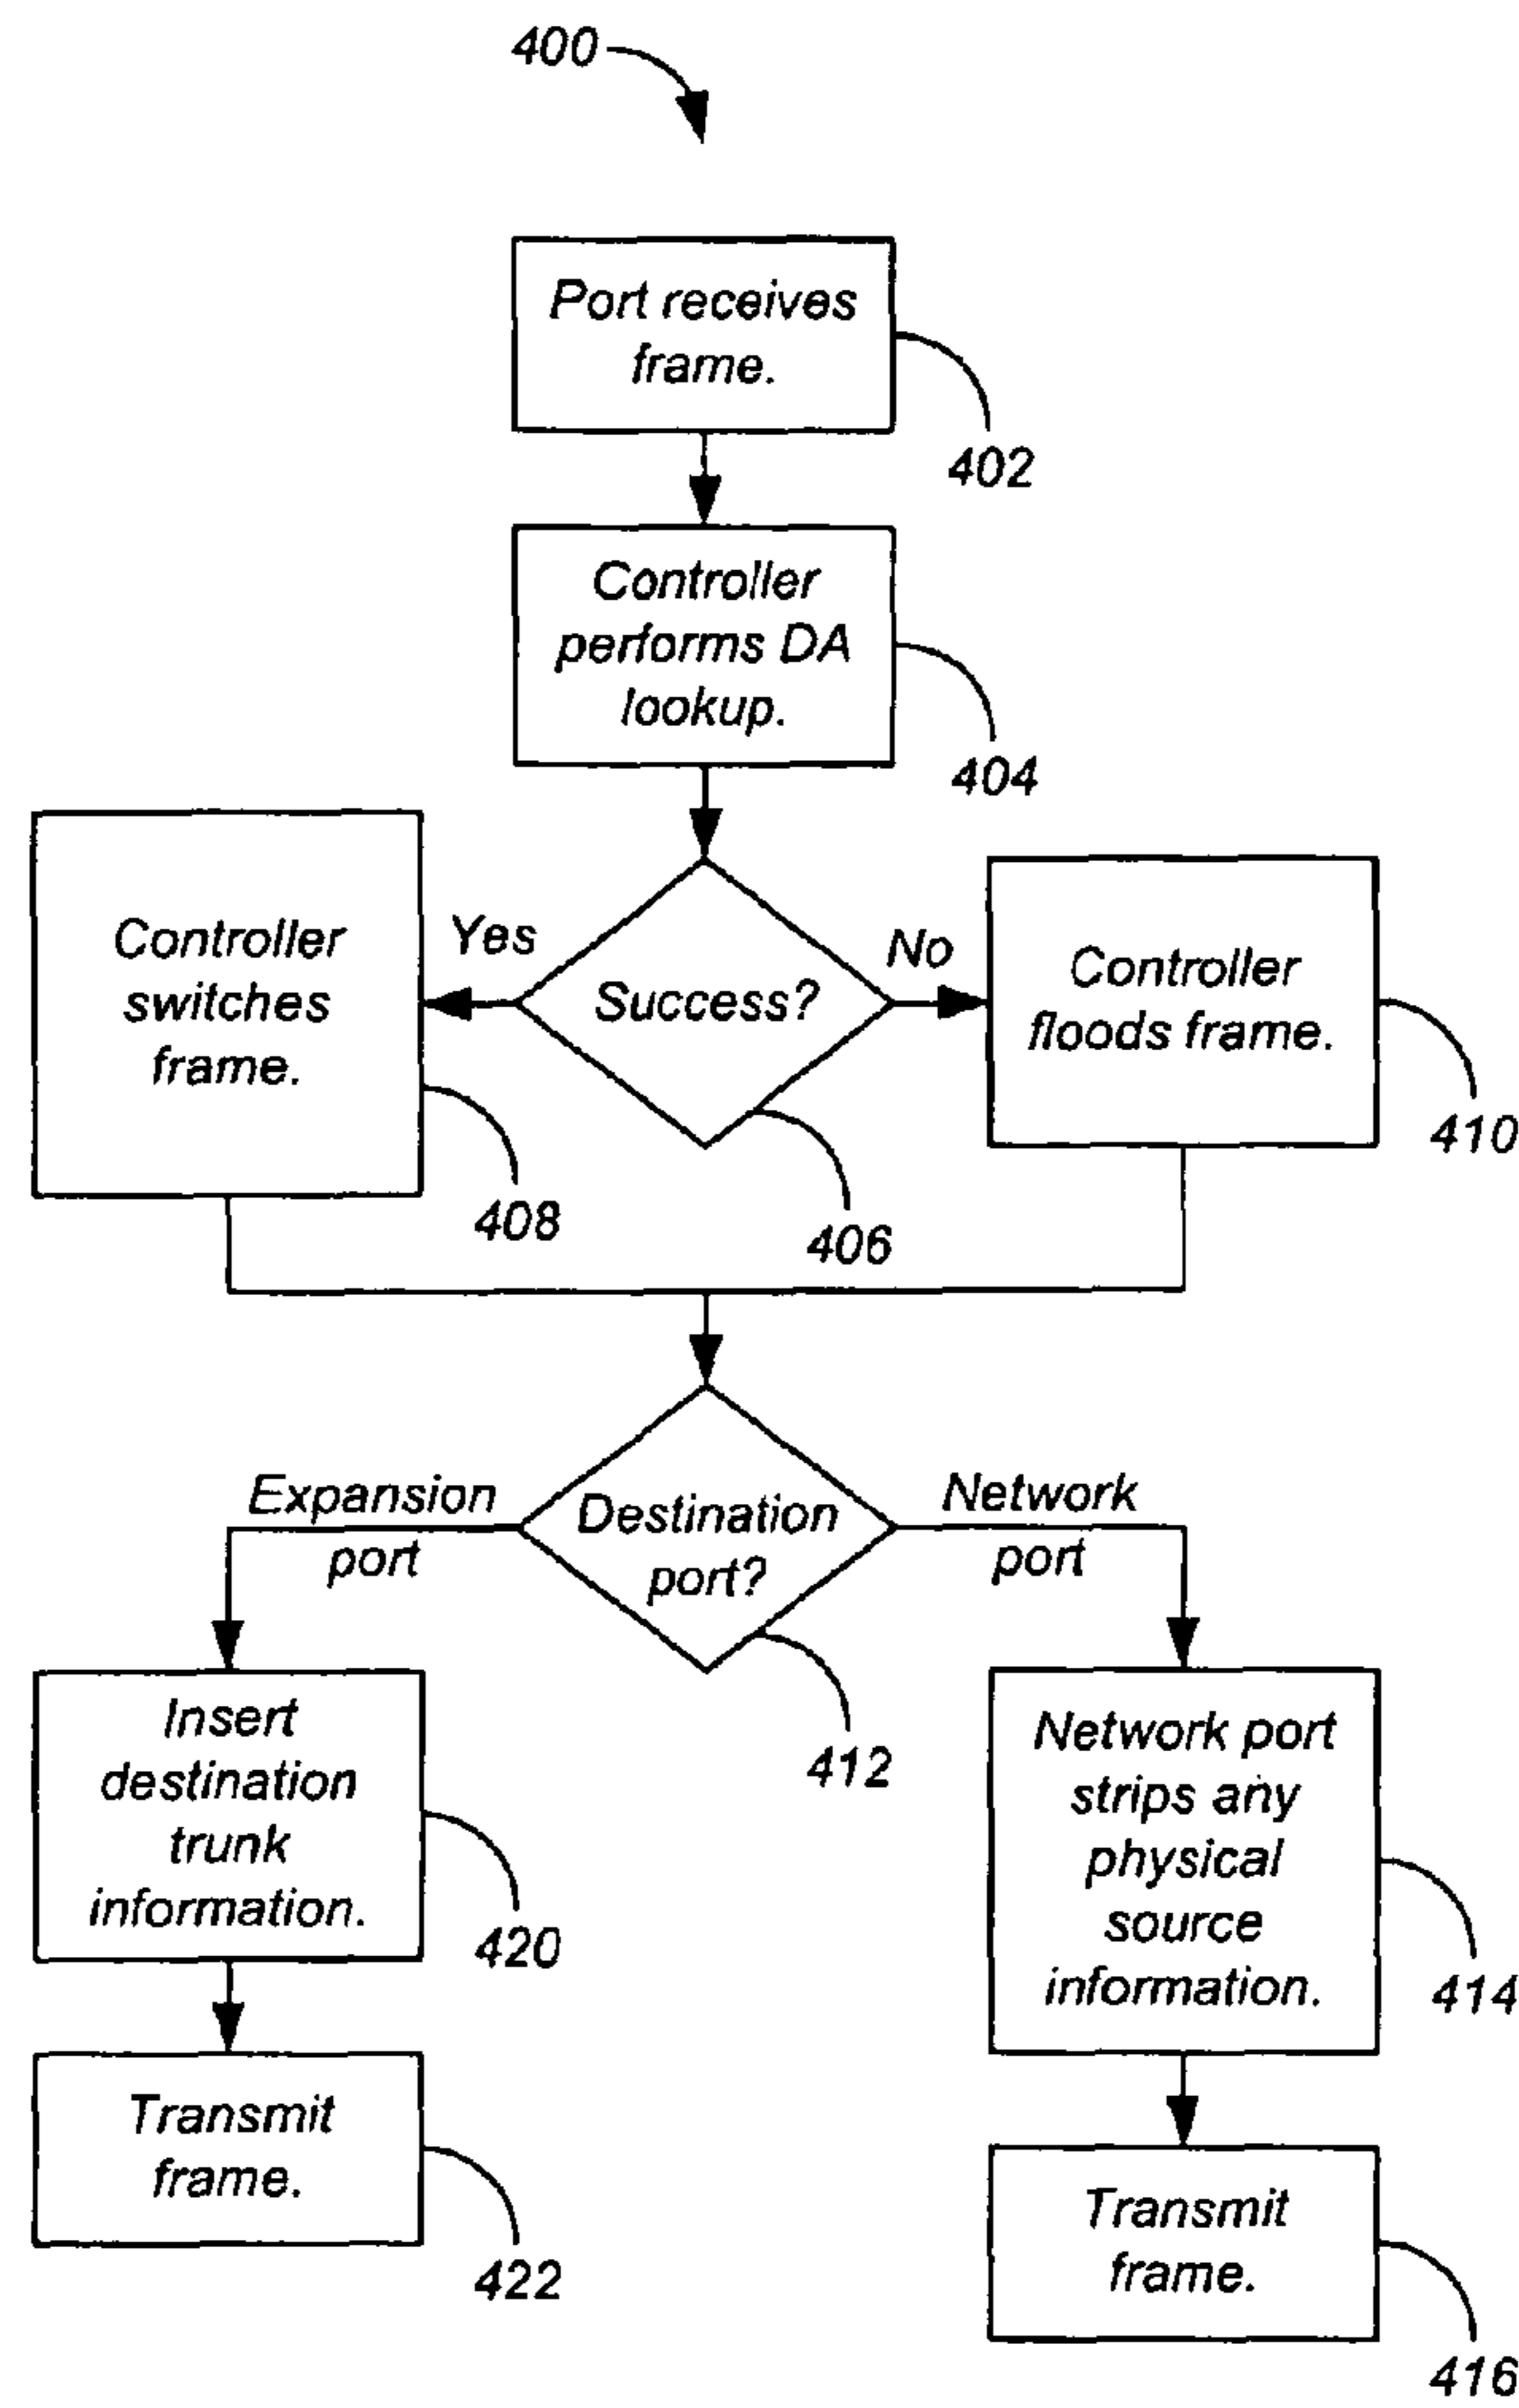 400
Port receives
frame.
402
Controller
performs DA
lookup.
404
Controller
switches
frame.
408
Yes
Success?
406
No
Controller
floods frame.
410
Expansion
port
Destination
port?
412
Network
port
Insert
destination
trunk
information.
420
Network port
strips any
physical
source
information.
414
Transmit
frame.
422
Transmit
frame.
416